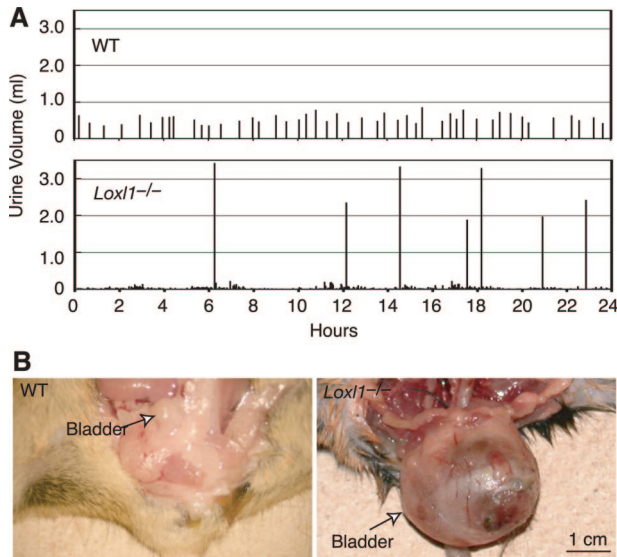 A
Urine Volume (ml)
3.0
WT
2.0
1.0
0
3.0
Loxl1–/–
2.0
1.0
0
0 2 4 6 8 10 12 14 16 18 20 22 24
Hours
B
WT
Bladder
Loxl1–/–
Bladder
1 cm